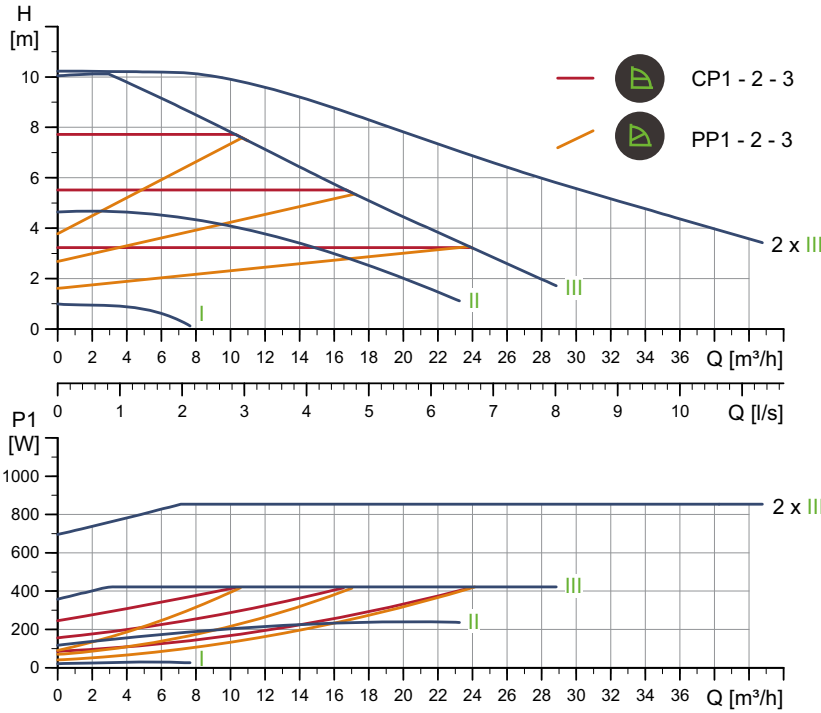 H
[m]
10
8
6
4
2
0
CP1 - 2 - 3
PP1 - 2 - 3
2 x III
III
II
I
0 2 4 6 8 10 12 14 16 18 20 22 24 26 28 30 32 34 36 Q [m³/h]
0 1 2 3 4 5 6 7 8 9 10 Q [l/s]
P1
[W]
1000
800
600
400
200
0
2 x III
III
II
I
0 2 4 6 8 10 12 14 16 18 20 22 24 26 28 30 32 34 36 Q [m³/h]